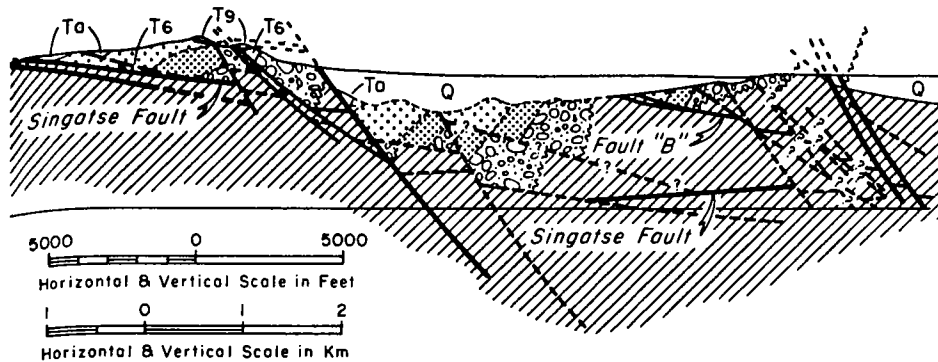 Ta T6 T9 T6
Ta Q Q
Singatse Fault
Fault "B"
? ? ? ?
Singatse Fault
5000 0 5000
Horizontal & Vertical Scale in Feet
1 0 1 2
Horizontal & Vertical Scale in Km